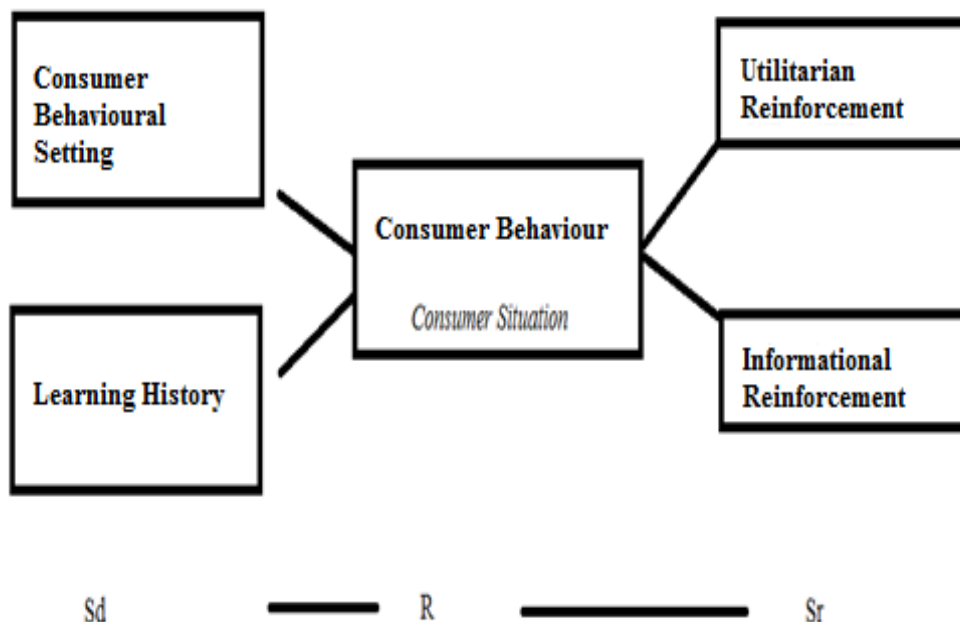 Consumer
Behavioural
Setting
Learning History
Consumer Behaviour
Consumer Situation
Utilitarian
Reinforcement
Informational
Reinforcement
Sd R Sr